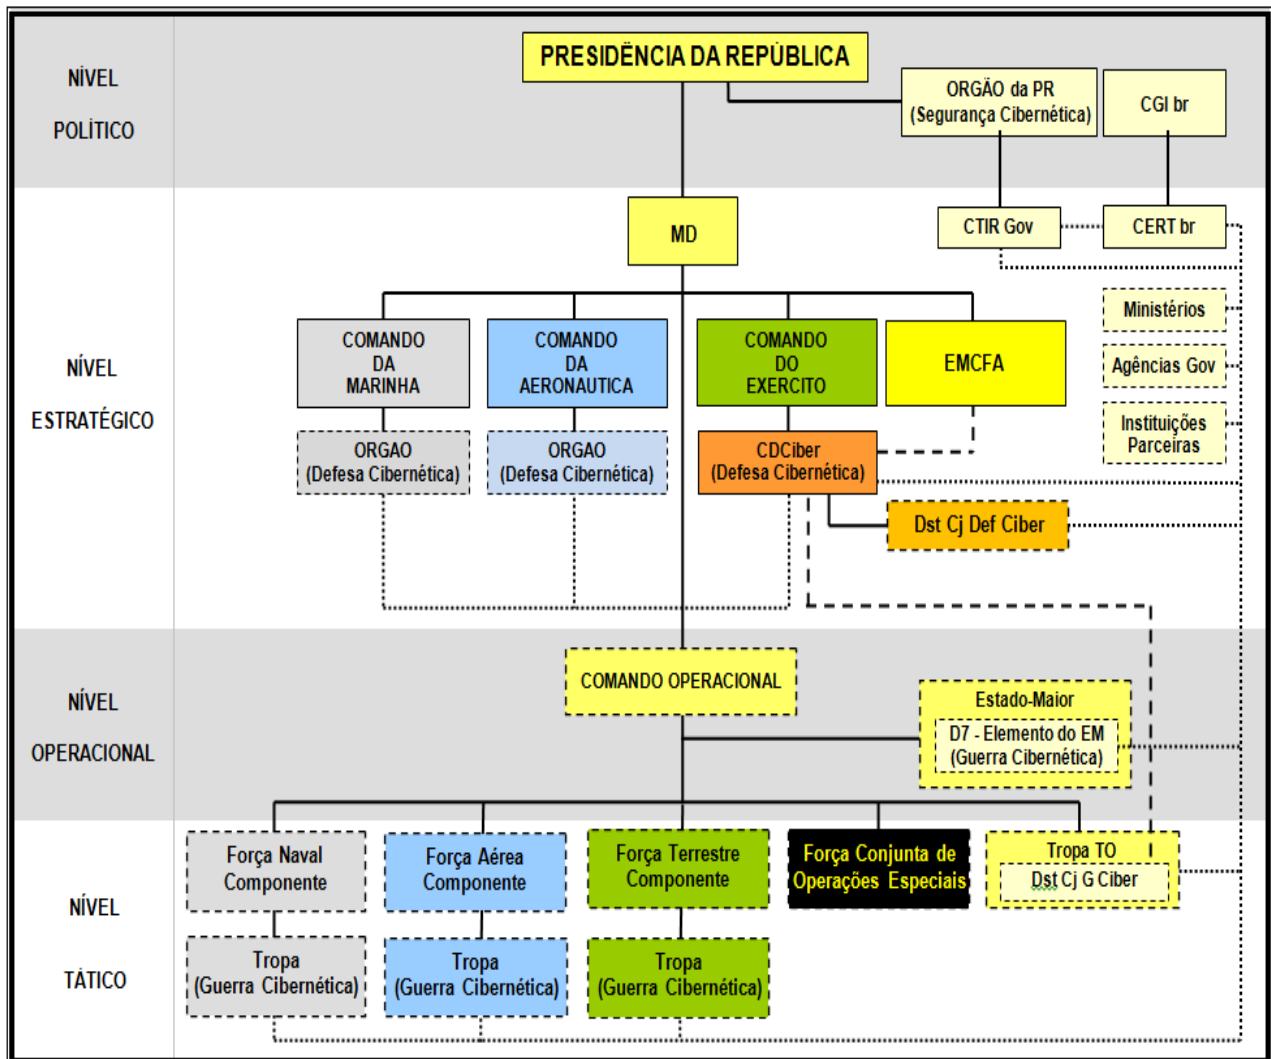 NÍVEL
POLÍTICO
PRESIDÊNCIA DA REPÚBLICA
ORGÃO da PR
(Segurança Cibernética)
CGI br
NÍVEL
ESTRATÉGICO
MD
CTIR Gov
CERT br
COMANDO
DA
MARINHA
COMANDO
DA
AERONAUTICA
COMANDO
DO
EXERCITO
EMCFA
Ministérios
Agências Gov
Instituições
Parceiras
ORGAO
(Defesa Cibernética)
ORGAO
(Defesa Cibernética)
CDCiber
(Defesa Cibernética)
Dst Cj Def Ciber
NÍVEL
OPERACIONAL
COMANDO OPERACIONAL
Estado-Maior
D7 - Elemento do EM
(Guerra Cibernética)
NÍVEL
TÁTICO
Força Naval
Componente
Força Aérea
Componente
Força Terrestre
Componente
Força Conjunta de
Operações Especiais
Tropa TO
Dst Cj G Ciber
Tropa
(Guerra Cibernética)
Tropa
(Guerra Cibernética)
Tropa
(Guerra Cibernética)